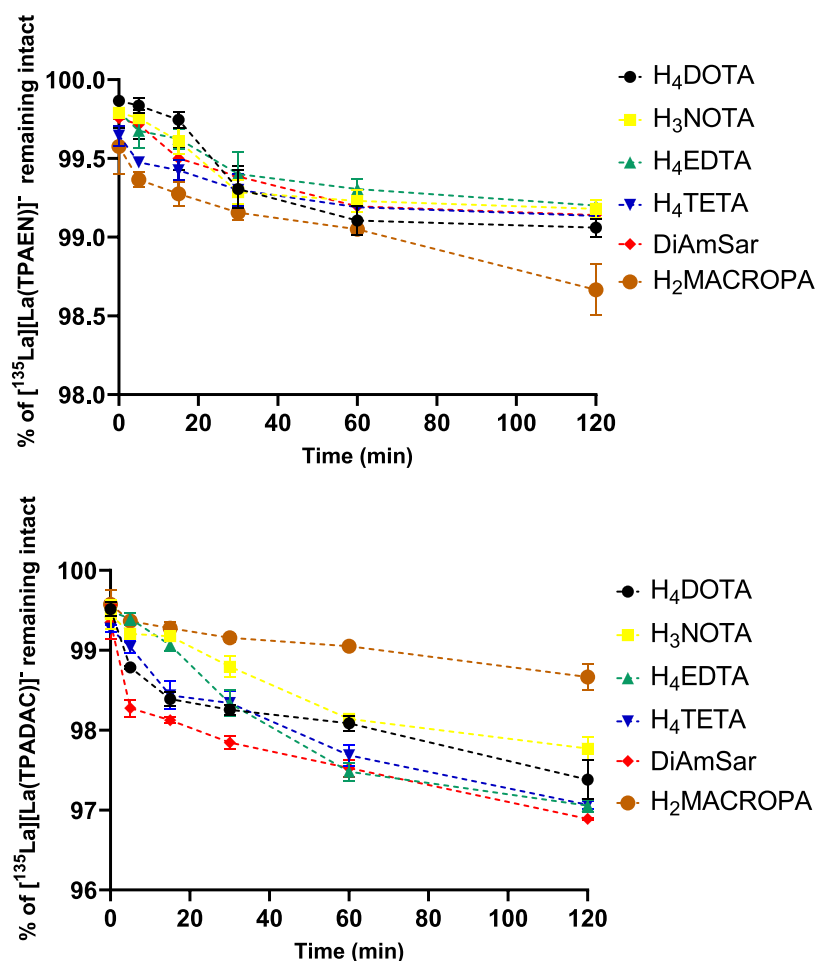 % of [¹³⁵La][La(TPAEN)]⁻ remaining intact
100.0
99.5
99.0
98.5
98.0
0 20 40 60 80 100 120
Time (min)
H₄DOTA
H₃NOTA
H₄EDTA
H₄TETA
DiAmSar
H₂MACROPA
% of [¹³⁵La][La(TPADAC)]⁻ remaining intact
100
99
98
97
96
0 20 40 60 80 100 120
Time (min)
H₄DOTA
H₃NOTA
H₄EDTA
H₄TETA
DiAmSar
H₂MACROPA